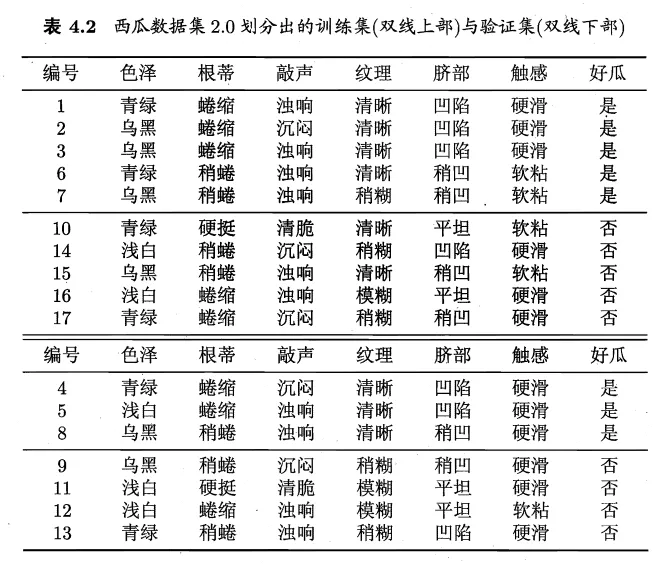 表 4.2 西瓜数据集 2.0 划分出的训练集(双线上部)与验证集(双线下部)
编号 色泽 根蒂 敲声 纹理 脐部 触感 好瓜
1 青绿 蜷缩 浊响 清晰 凹陷 硬滑 是
2 乌黑 蜷缩 沉闷 清晰 凹陷 硬滑 是
3 乌黑 蜷缩 浊响 清晰 凹陷 硬滑 是
6 青绿 稍蜷 浊响 清晰 稍凹 软粘 是
7 乌黑 稍蜷 浊响 稍糊 稍凹 软粘 是
10 青绿 硬挺 清脆 清晰 平坦 软粘 否
14 浅白 稍蜷 沉闷 稍糊 凹陷 硬滑 否
15 乌黑 稍蜷 浊响 清晰 稍凹 软粘 否
16 浅白 蜷缩 浊响 模糊 平坦 硬滑 否
17 青绿 蜷缩 沉闷 稍糊 稍凹 硬滑 否
编号 色泽 根蒂 敲声 纹理 脐部 触感 好瓜
4 青绿 蜷缩 沉闷 清晰 凹陷 硬滑 是
5 浅白 蜷缩 浊响 清晰 凹陷 硬滑 是
8 乌黑 稍蜷 浊响 清晰 稍凹 硬滑 是
9 乌黑 稍蜷 沉闷 稍糊 稍凹 硬滑 否
11 浅白 硬挺 清脆 模糊 平坦 硬滑 否
12 浅白 蜷缩 浊响 模糊 平坦 软粘 否
13 青绿 稍蜷 浊响 稍糊 凹陷 硬滑 否